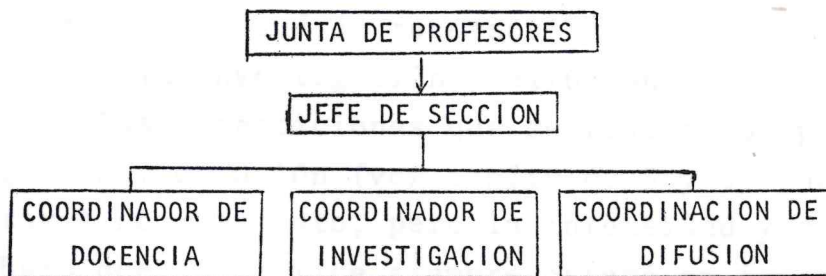 JUNTA DE PROFESORES
JEFE DE SECCION
COORDINADOR DE
DOCENCIA
COORDINADOR DE
INVESTIGACION
COORDINACION DE
DIFUSION